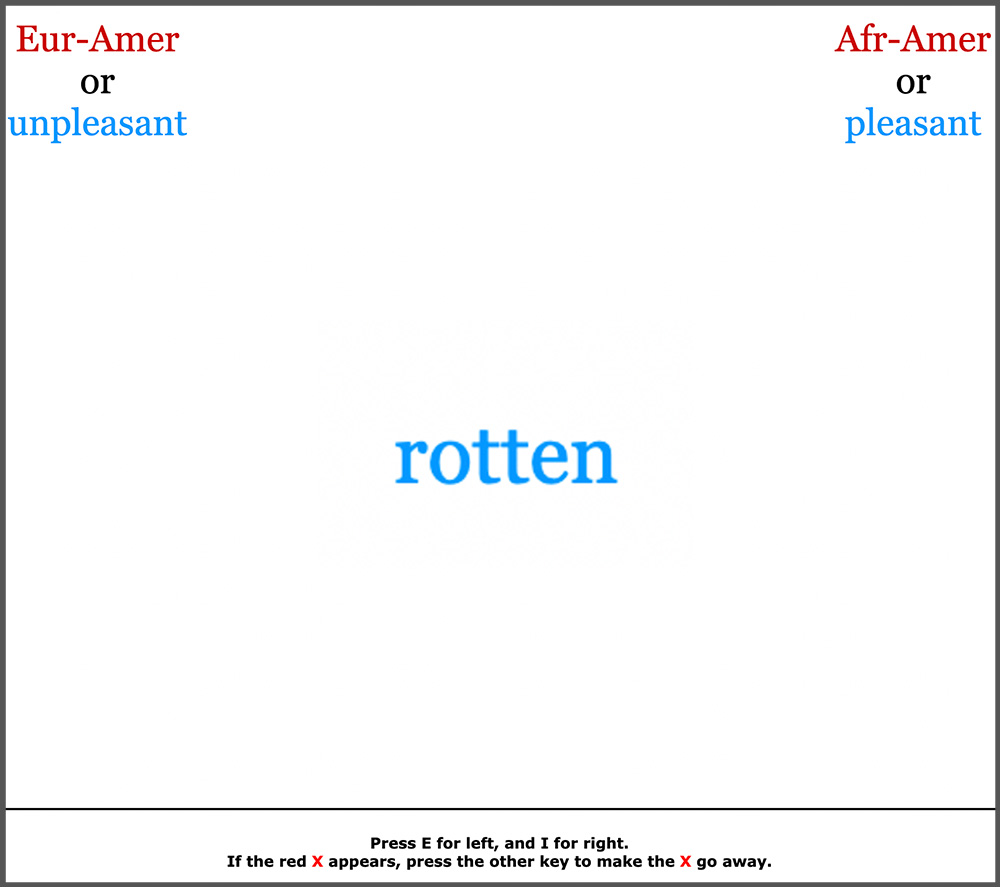 Eur-Amer
or
unpleasant
Afr-Amer
or
pleasant
rotten
Press E for left, and I for right.
If the red X appears, press the other key to make the X go away.